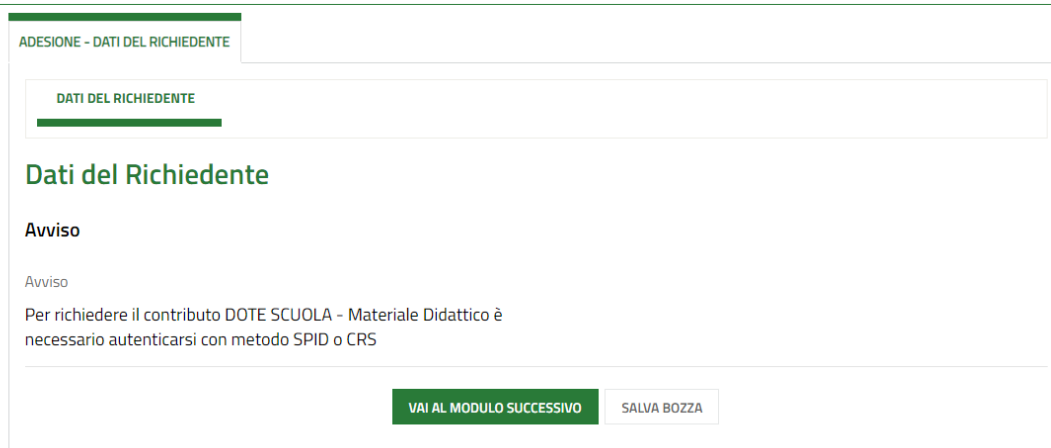 ADESIONE - DATI DEL RICHIEDENTE
DATI DEL RICHIEDENTE
Dati del Richiedente
Avviso
Avviso
Per richiedere il contributo DOTE SCUOLA - Materiale Didattico è
necessario autenticarsi con metodo SPID o CRS
VAI AL MODULO SUCCESSIVO
SALVA BOZZA